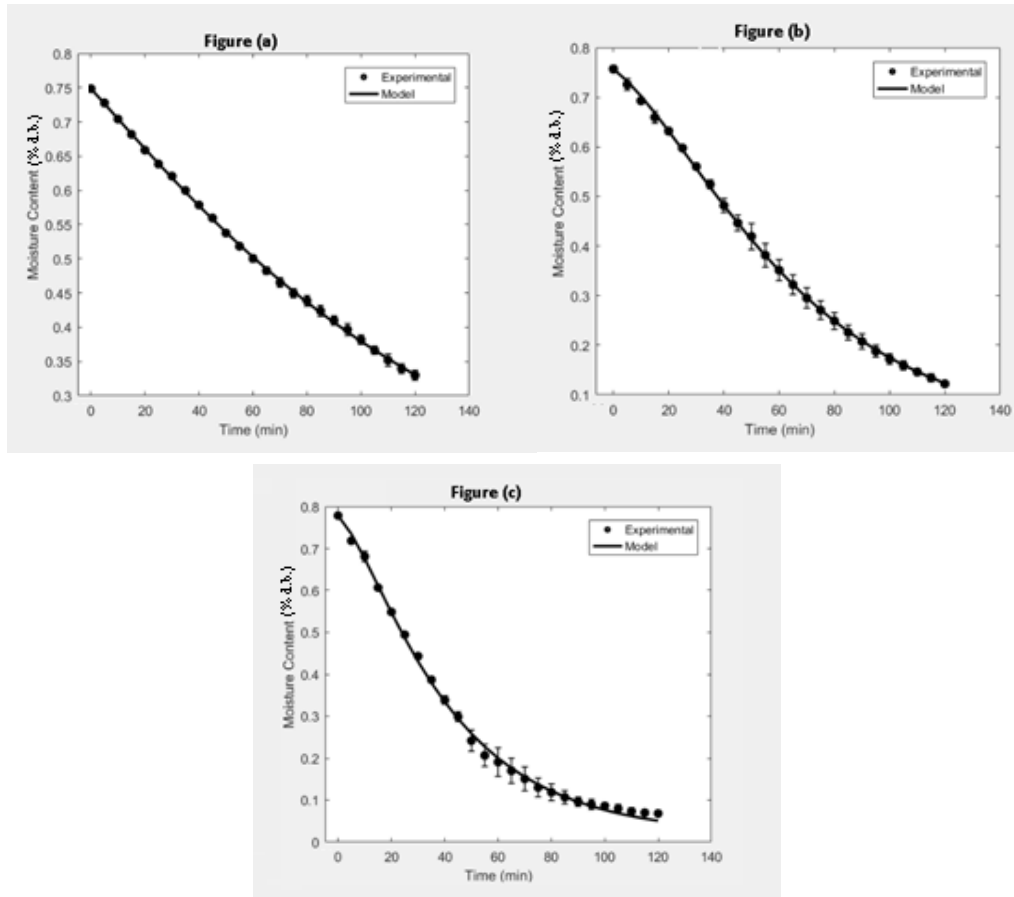 Figure (a)
0.8
0.75
0.7
0.65
0.6
0.55
0.5
0.45
0.4
0.35
0.3
Moisture Content (% d.b.)
Experimental
Model
0 20 40 60 80 100 120 140
Time (min)
Figure (b)
0.8
0.7
0.6
0.5
0.4
0.3
0.2
0.1
Moisture Content (% d.b.)
Experimental
Model
0 20 40 60 80 100 120 140
Time (min)
Figure (c)
0.8
0.7
0.6
0.5
0.4
0.3
0.2
0.1
0
Moisture Content (% d.b.)
Experimental
Model
0 20 40 60 80 100 120 140
Time (min)